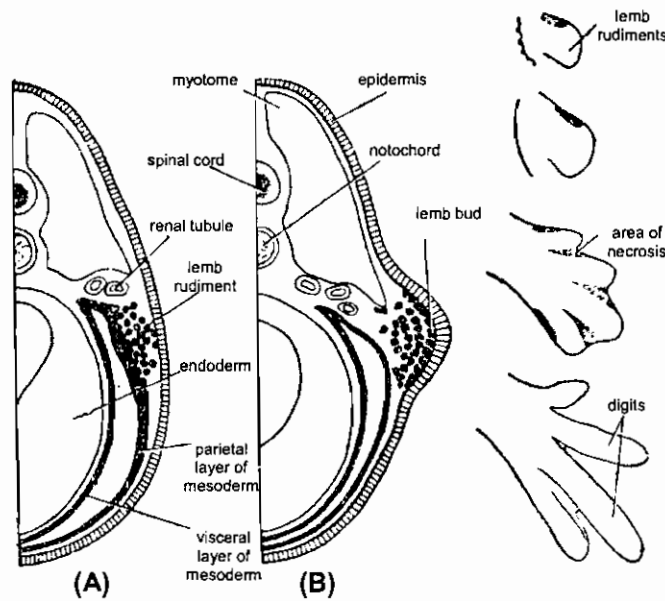 myotome
epidermis
spinal cord
notochord
renal tubule
lemb
rudiment
lemb bud
endoderm
parietal
layer of
mesoderm
visceral
layer of
mesoderm
(A)
(B)
lemb
rudiments
area of
necrosis
digits